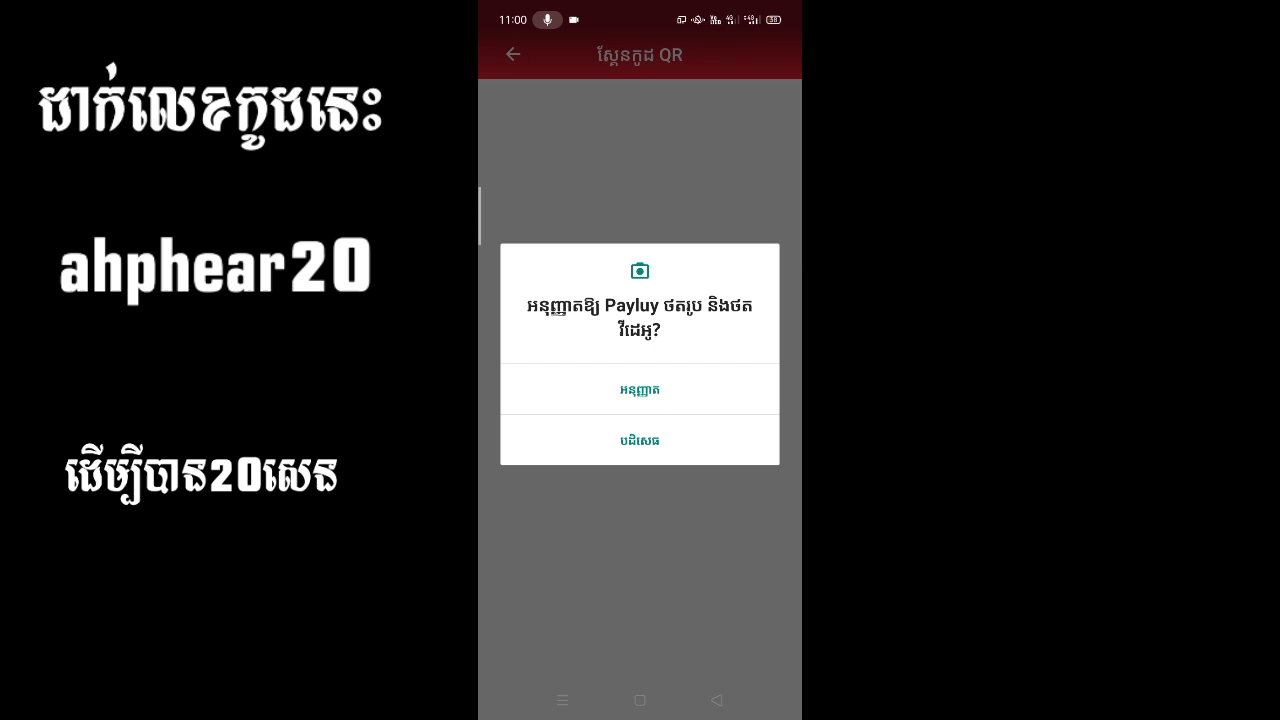 ដាក់លេខកូដនេះ
ahphear20
ដើម្បីបាន20សេន
11:00
ស្គែនកូដ QR
អនុញ្ញាតឱ្យ Payluy ថតរូប និងថត
វីដេអូ?
អនុញ្ញាត
បដិសេធ